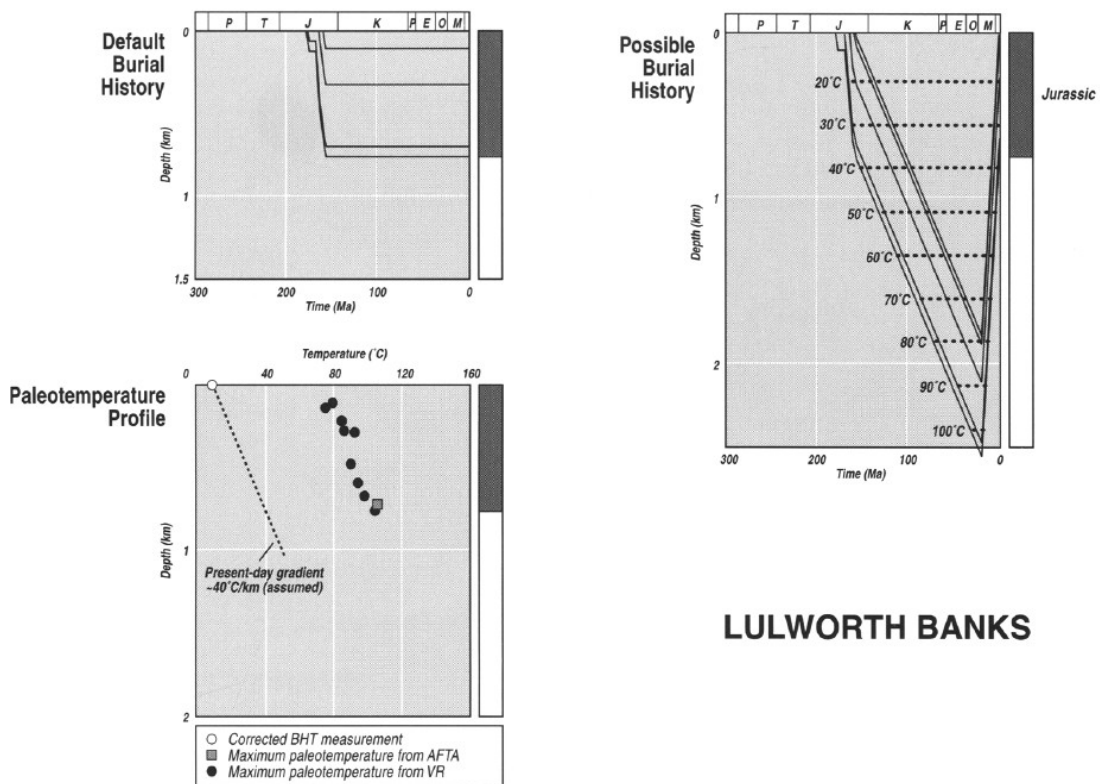 P T J K P E O M
Default
Burial
History
0
1
1.5
Depth (km)
300 200 100 0
Time (Ma)
P T J K P E O M
Possible
Burial
History
0
1
2
Depth (km)
20°C
30°C
40°C
50°C
60°C
70°C
80°C
90°C
100°C
300 200 100 0
Time (Ma)
Jurassic
Temperature (°C)
0 40 80 120 160
Paleotemperature
Profile
Depth (km)
1
2
Present-day gradient
~40°C/km (assumed)
Corrected BHT measurement
Maximum paleotemperature from AFTA
Maximum paleotemperature from VR
LULWORTH BANKS